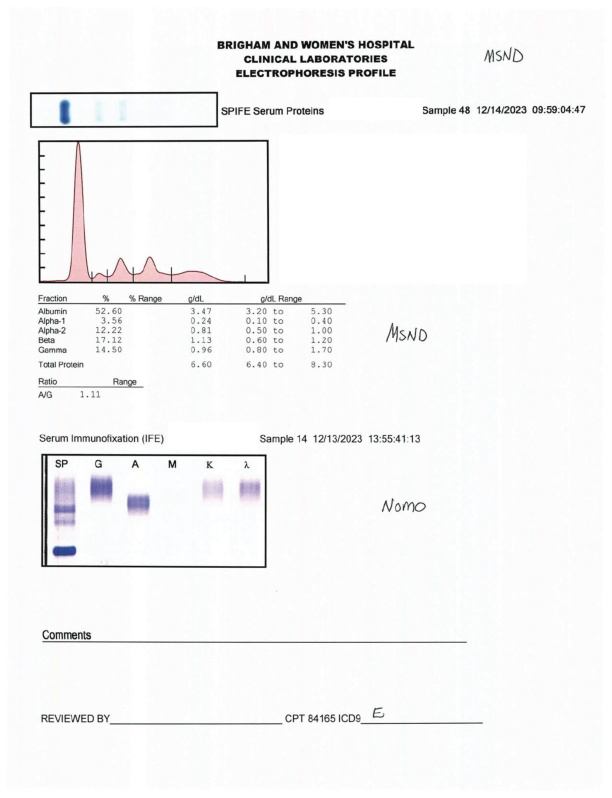 BRIGHAM AND WOMEN'S HOSPITAL
CLINICAL LABORATORIES
ELECTROPHORESIS PROFILE
MSND
SPIFE Serum Proteins Sample 48 12/14/2023 09:59:04:47
Fraction % % Range g/dL g/dL Range
Albumin 52.60 3.47 3.20 to 5.30
Alpha-1 3.56 0.24 0.10 to 0.40
Alpha-2 12.22 0.81 0.50 to 1.00
Beta 17.12 1.13 0.60 to 1.20
Gamma 14.50 0.96 0.80 to 1.70
Total Protein 6.60 6.40 to 8.30
MSND
Ratio Range
A/G 1.11
Serum Immunofixation (IFE) Sample 14 12/13/2023 13:55:41:13
SP G A M K λ
NOMO
Comments
REVIEWED BY CPT 84165 ICD9 E